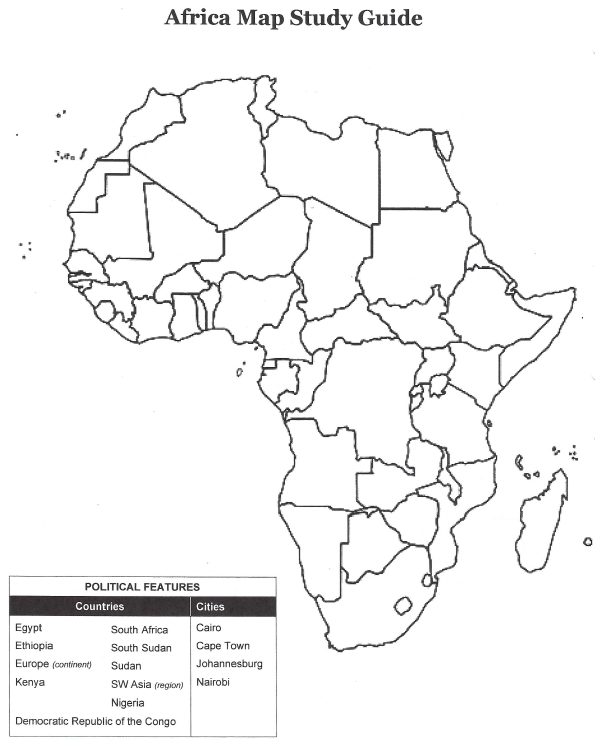 Africa Map Study Guide
POLITICAL FEATURES
Countries Cities
Egypt South Africa Cairo
Ethiopia South Sudan Cape Town
Europe (continent) Sudan Johannesburg
Kenya SW Asia (region) Nairobi
Nigeria
Democratic Republic of the Congo